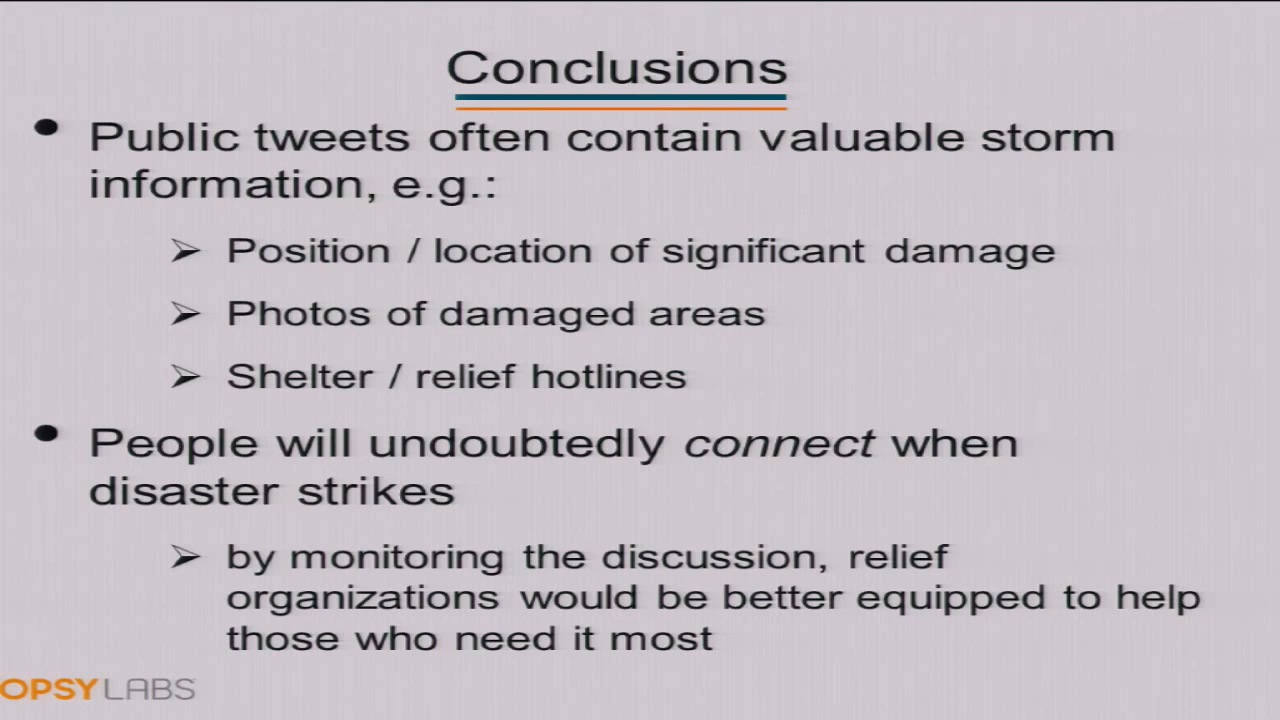 Conclusions
• Public tweets often contain valuable storm
information, e.g.:
➢ Position / location of significant damage
➢ Photos of damaged areas
➢ Shelter / relief hotlines
• People will undoubtedly connect when
disaster strikes
➢ by monitoring the discussion, relief
organizations would be better equipped to help
those who need it most
OPSY LABS